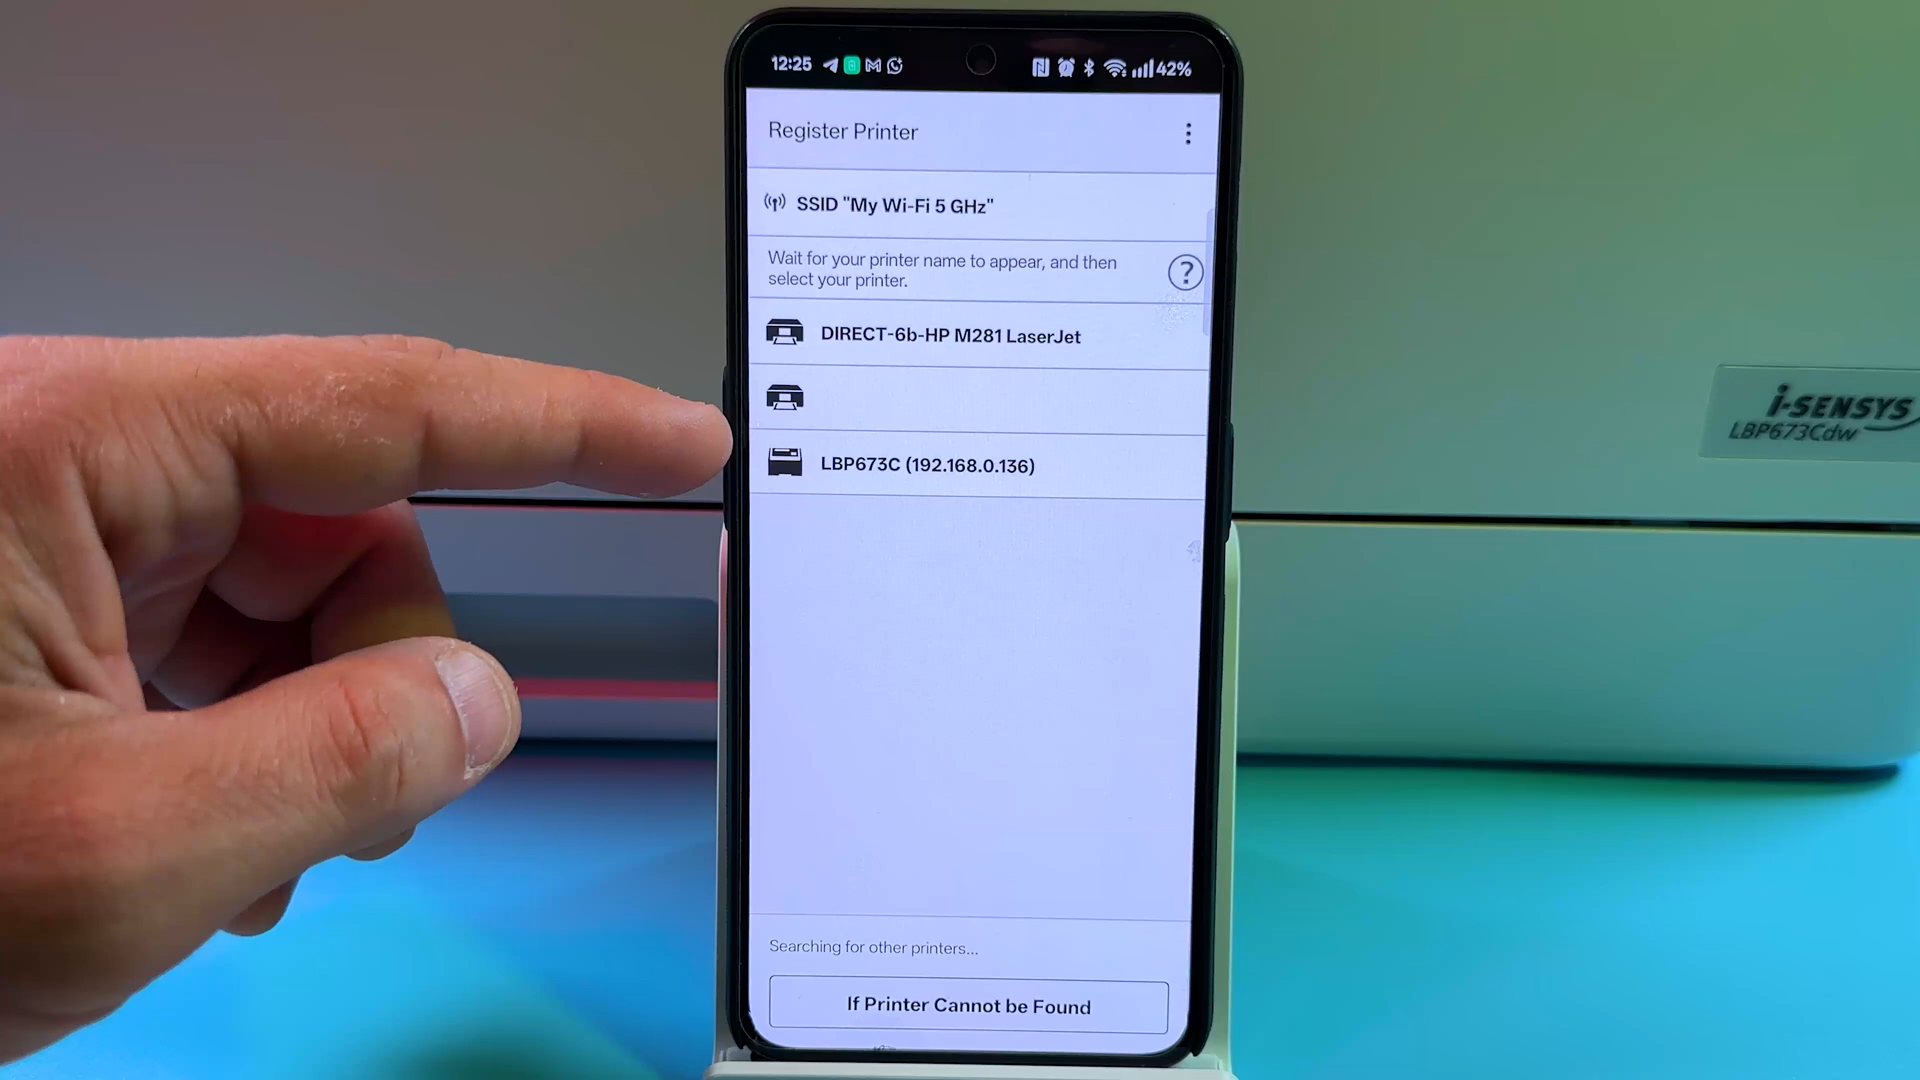 12:25
42%
Register Printer
SSID "My Wi-Fi 5 GHz"
Wait for your printer name to appear, and then
select your printer.
?
DIRECT-6b-HP M281 LaserJet
LBP673C (192.168.0.136)
Searching for other printers...
If Printer Cannot be Found
i-SENSYS
LBP673Cdw